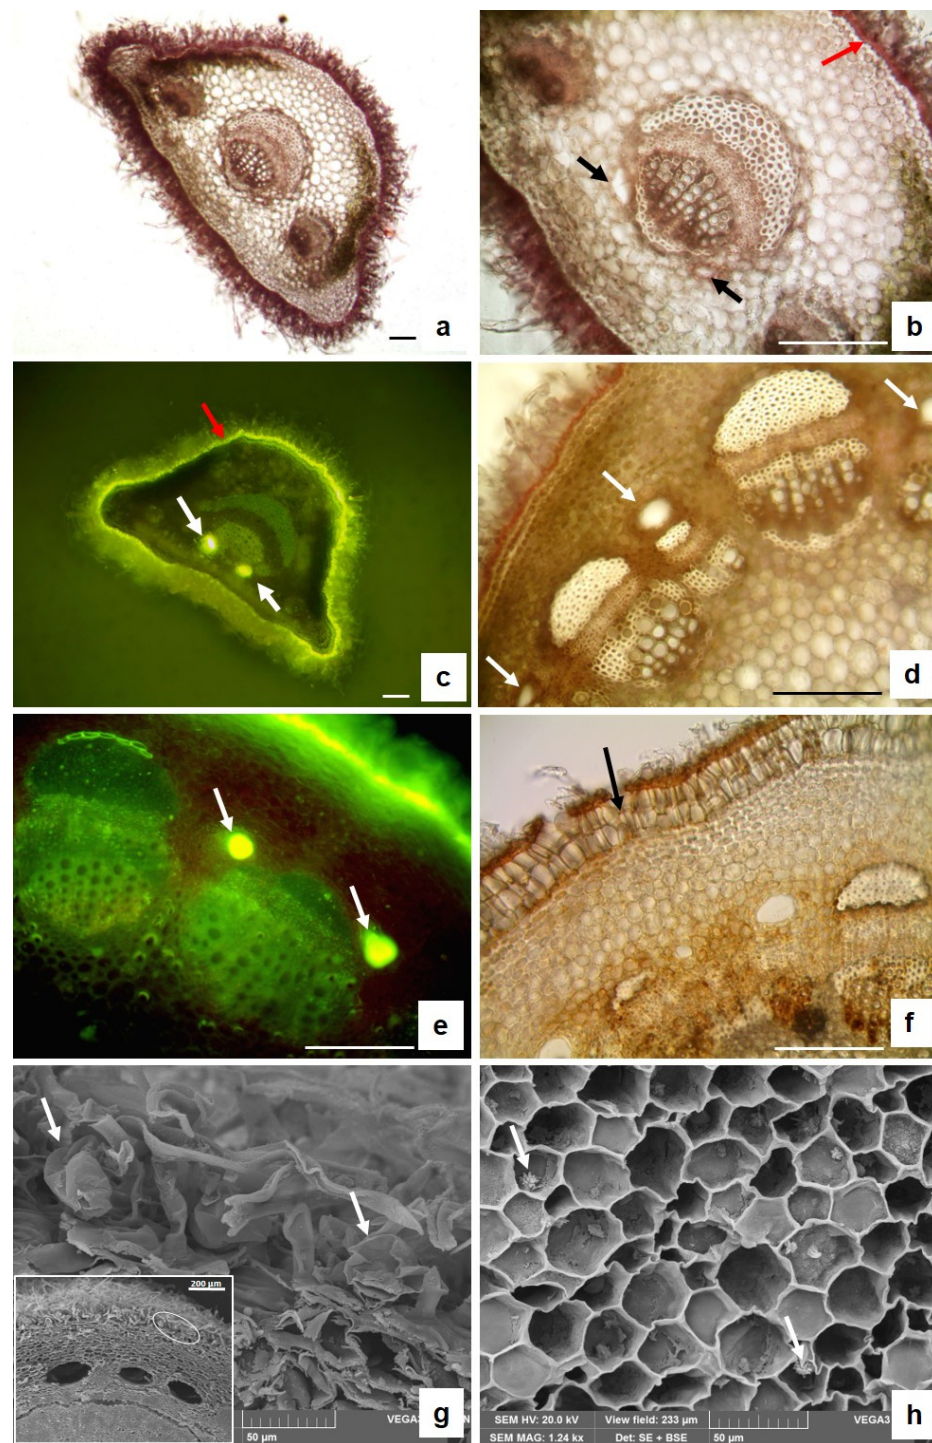 a
b
c
d
e
f
200 µm
g
VEGA3
50 µm
h
SEM HV: 20.0 kV
View field: 233 µm
VEGA3
SEM MAG: 1.24 kx
Det: SE + BSE
50 µm